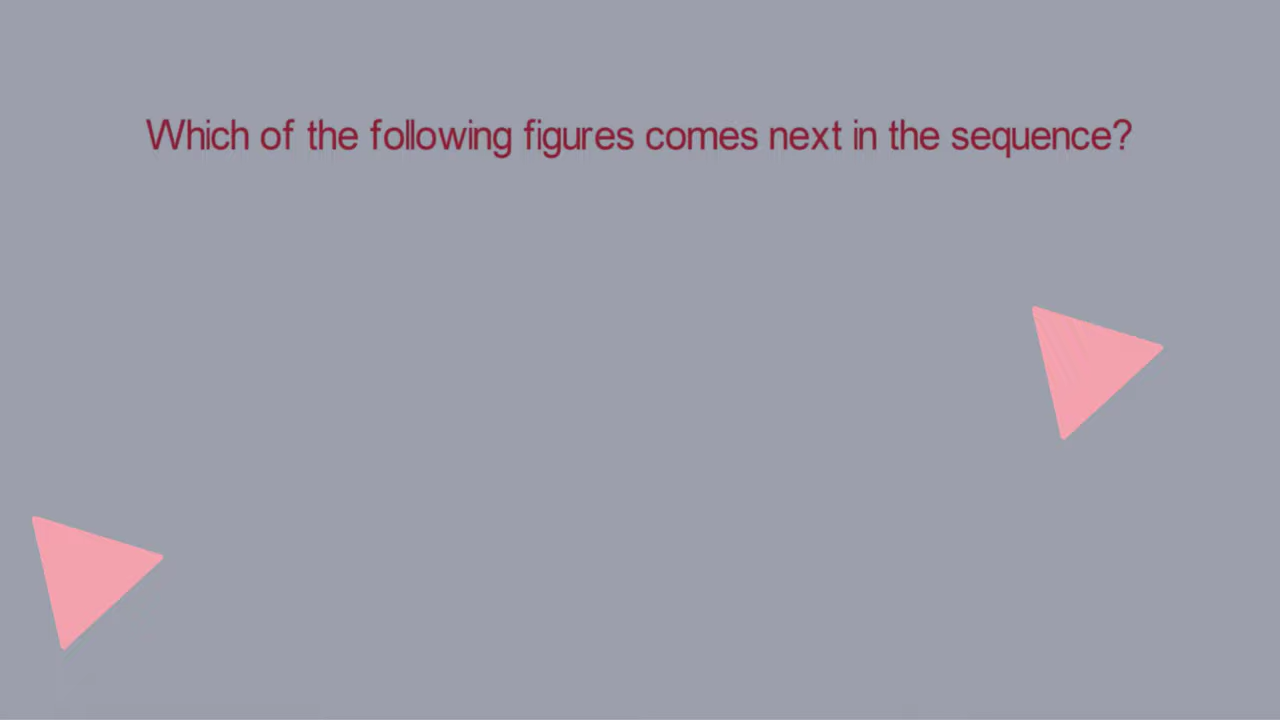 Which of the following figures comes next in the sequence?